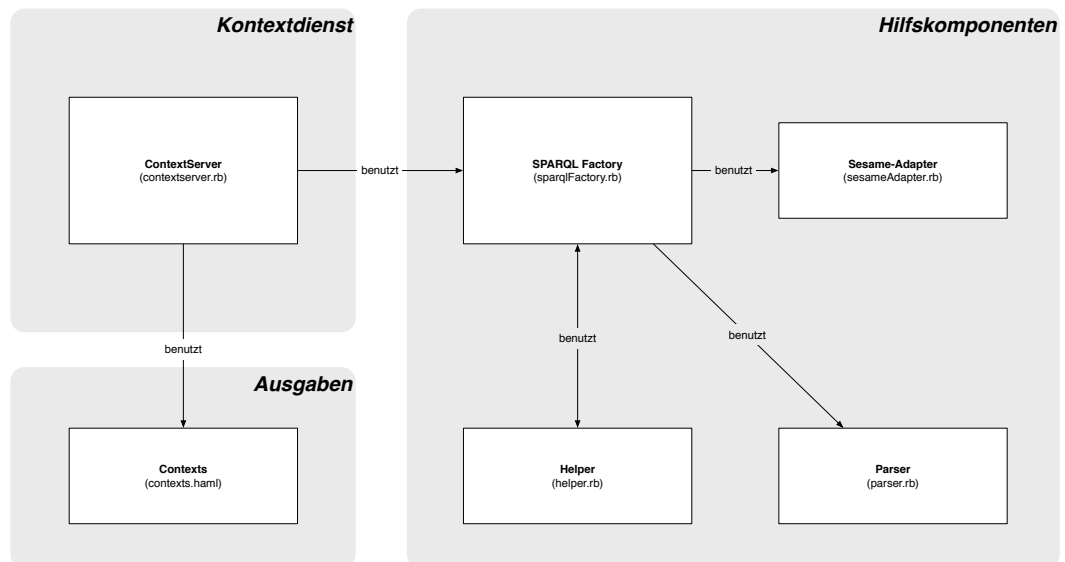 Kontextdienst
Hilfskomponenten
ContextServer
(contextserver.rb)
benutzt
SPARQL Factory
(sparqlFactory.rb)
benutzt
Sesame-Adapter
(sesameAdapter.rb)
benutzt
benutzt
benutzt
Ausgaben
Contexts
(contexts.haml)
Helper
(helper.rb)
Parser
(parser.rb)